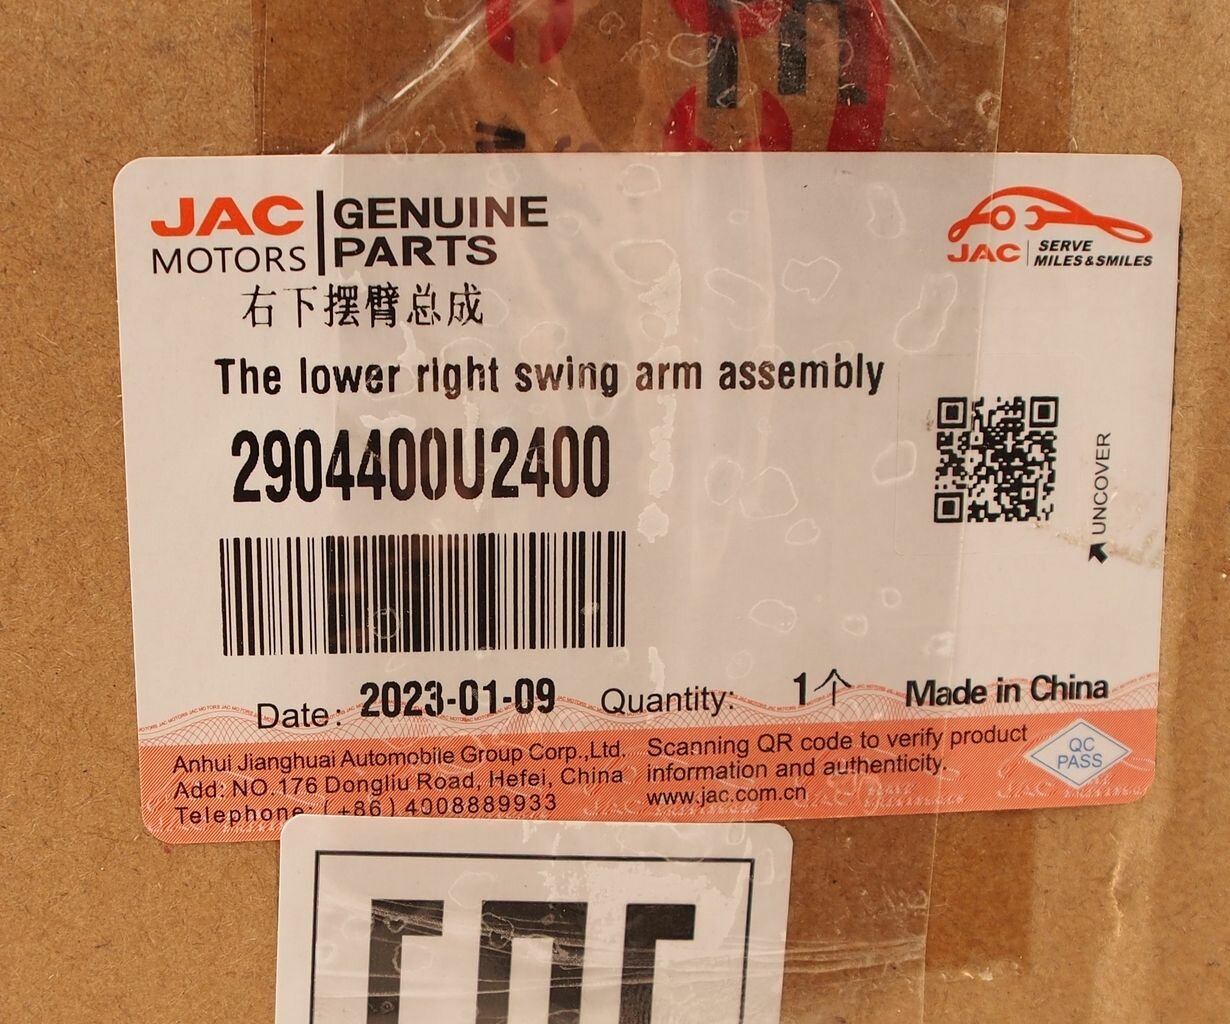 JAC MOTORS
GENUINE PARTS
JAC
SERVE
MILES&SMILES
右下摆臂总成
The lower right swing arm assembly
2904400U2400
UNCOVER
Date: 2023-01-09
Quantity: 1个
Made in China
Anhui Jianghuai Automobile Group Corp.,Ltd.
Add: NO.176 Dongliu Road, Hefei, China
Telephone: (+86) 4008889933
Scanning QR code to verify product
information and authenticity.
www.jac.com.cn
QC
PASS